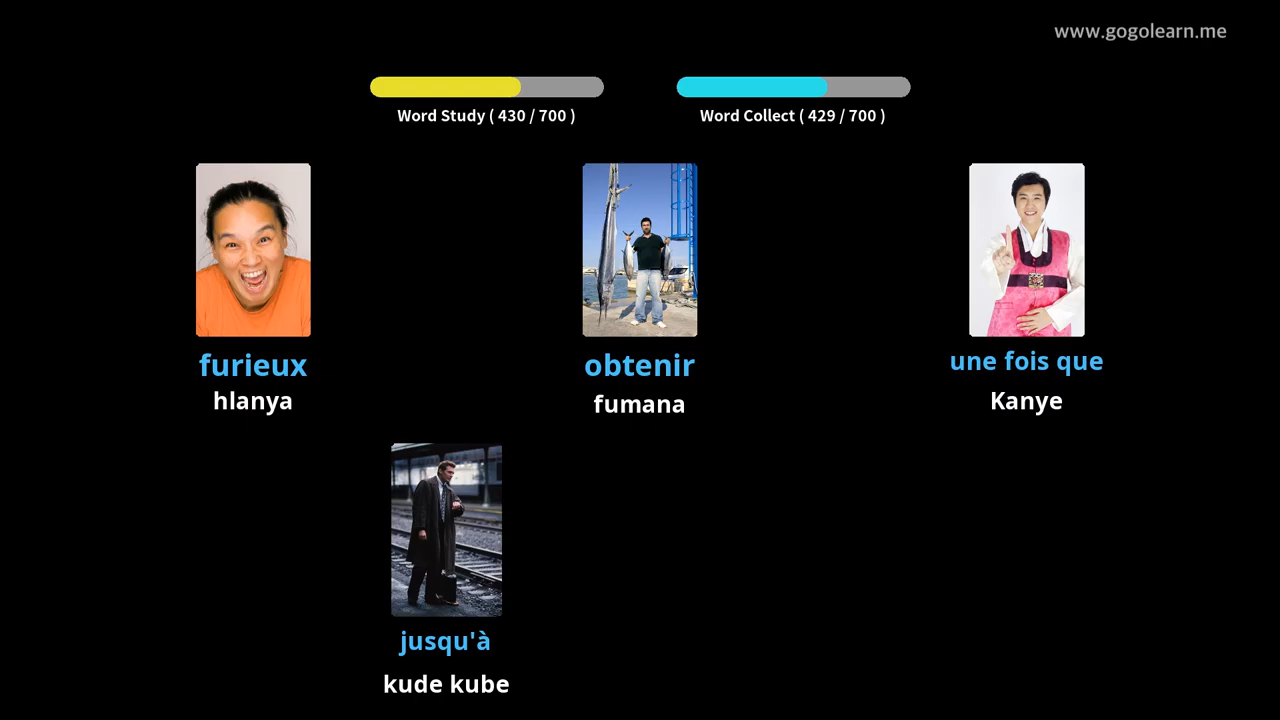 www.gogolearn.me
Word Study ( 430 / 700 )
Word Collect ( 429 / 700 )
furieux
hlanya
obtenir
fumana
une fois que
Kanye
jusqu'à
kude kube